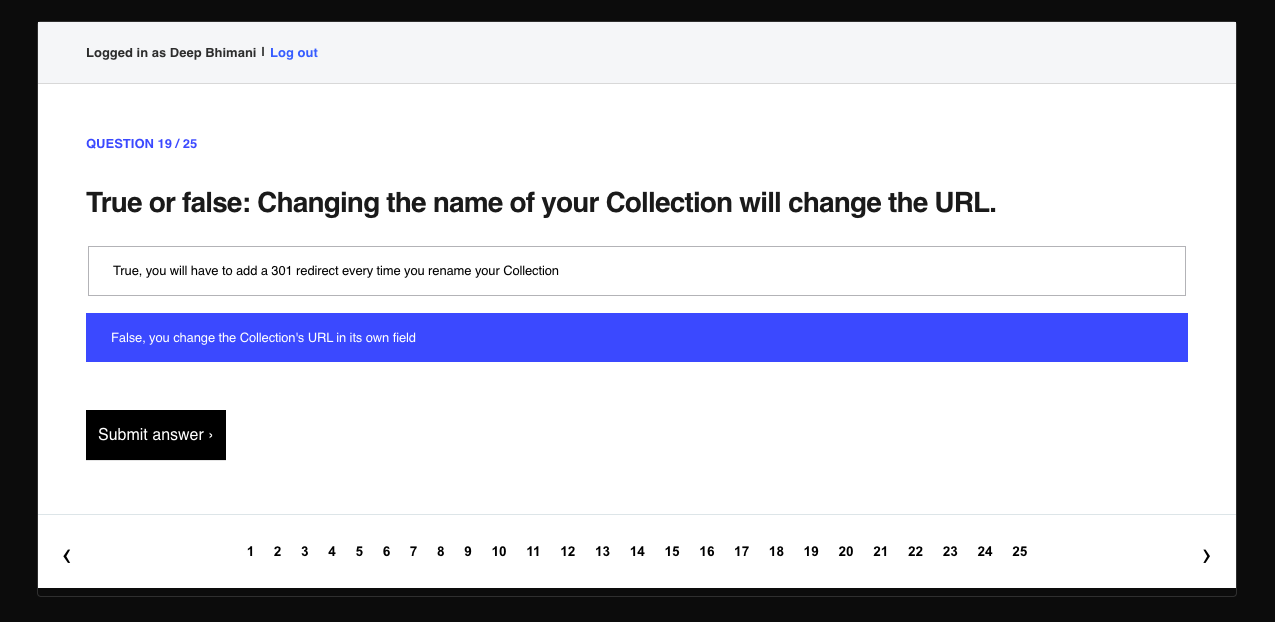 Logged in as Deep Bhimani | Log out
QUESTION 19 / 25
True or false: Changing the name of your Collection will change the URL.
True, you will have to add a 301 redirect every time you rename your Collection
False, you change the Collection's URL in its own field
Submit answer ›
‹ 1 2 3 4 5 6 7 8 9 10 11 12 13 14 15 16 17 18 19 20 21 22 23 24 25 ›